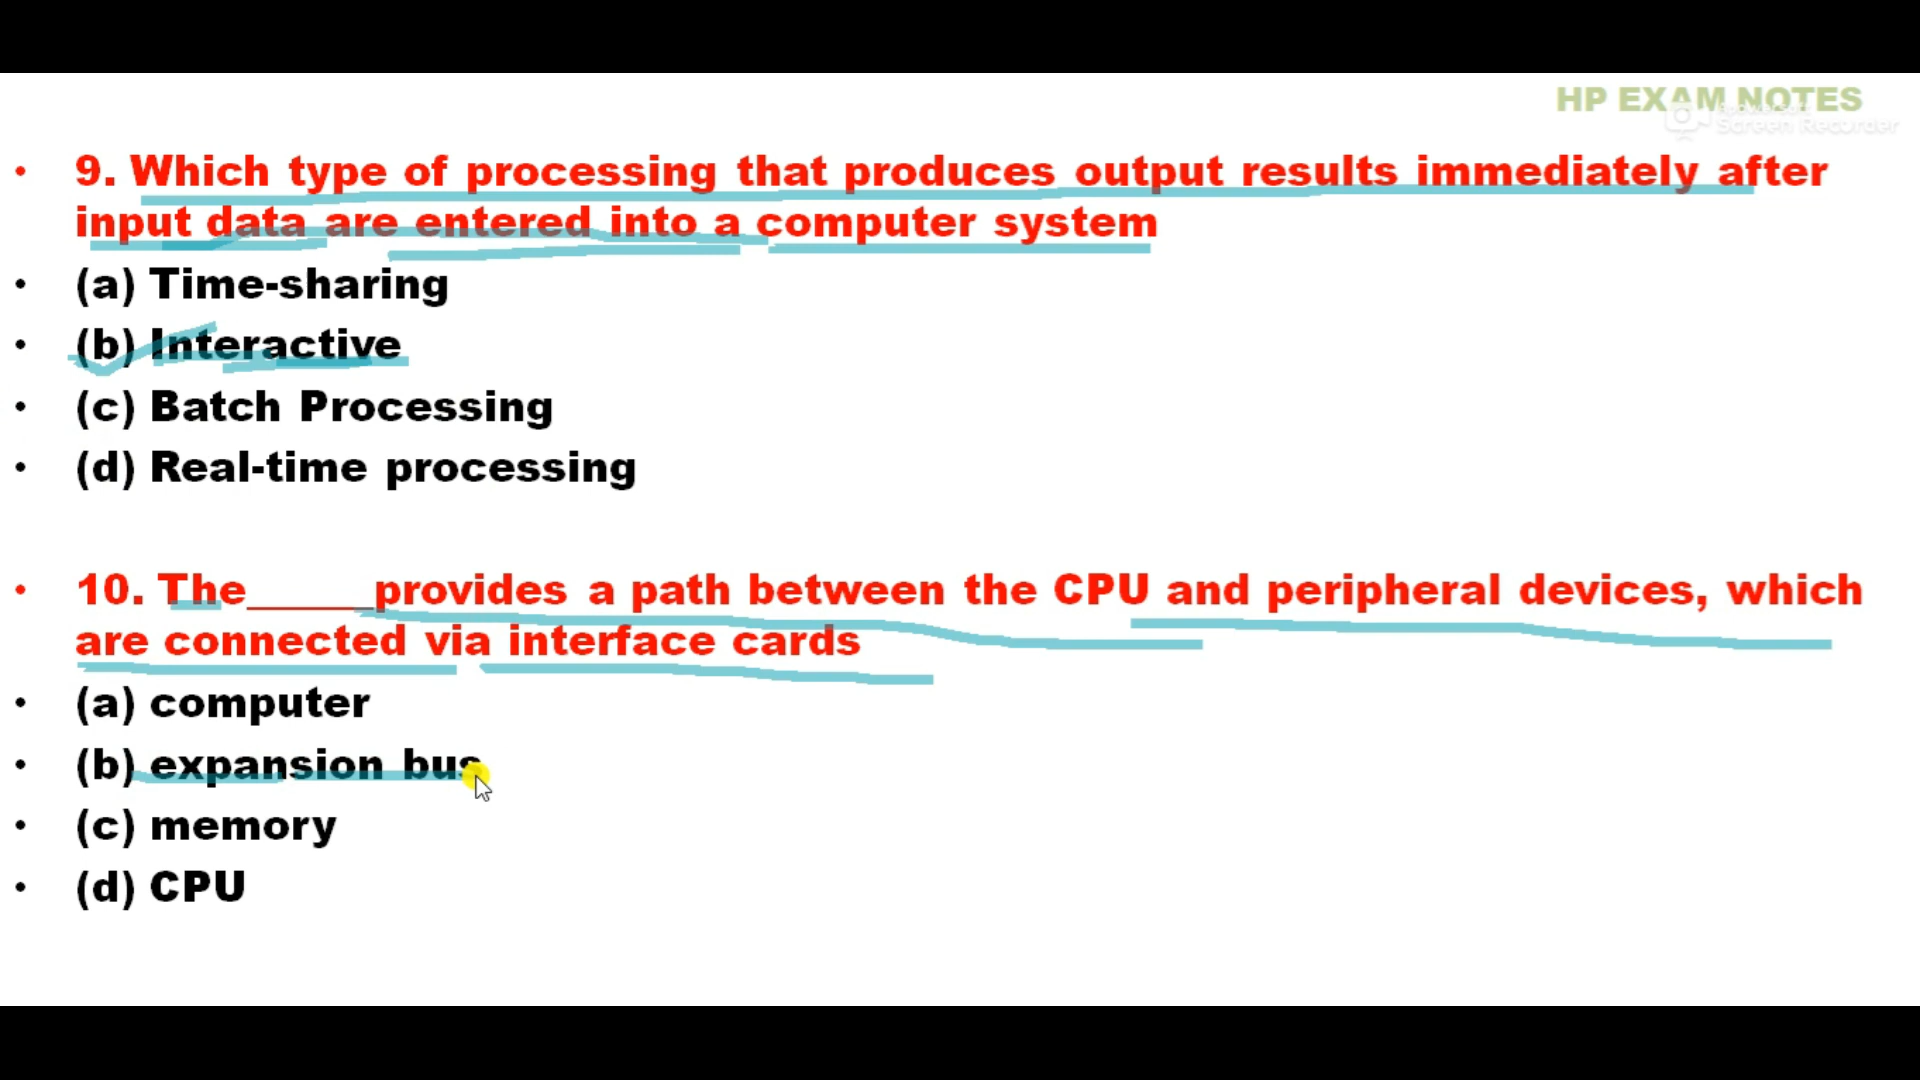 HP EXAM NOTES
Screen Recorder
• 9. Which type of processing that produces output results immediately after
input data are entered into a computer system
• (a) Time-sharing
• (b) Interactive
• (c) Batch Processing
• (d) Real-time processing
• 10. The_____provides a path between the CPU and peripheral devices, which
are connected via interface cards
• (a) computer
• (b) expansion bus
• (c) memory
• (d) CPU